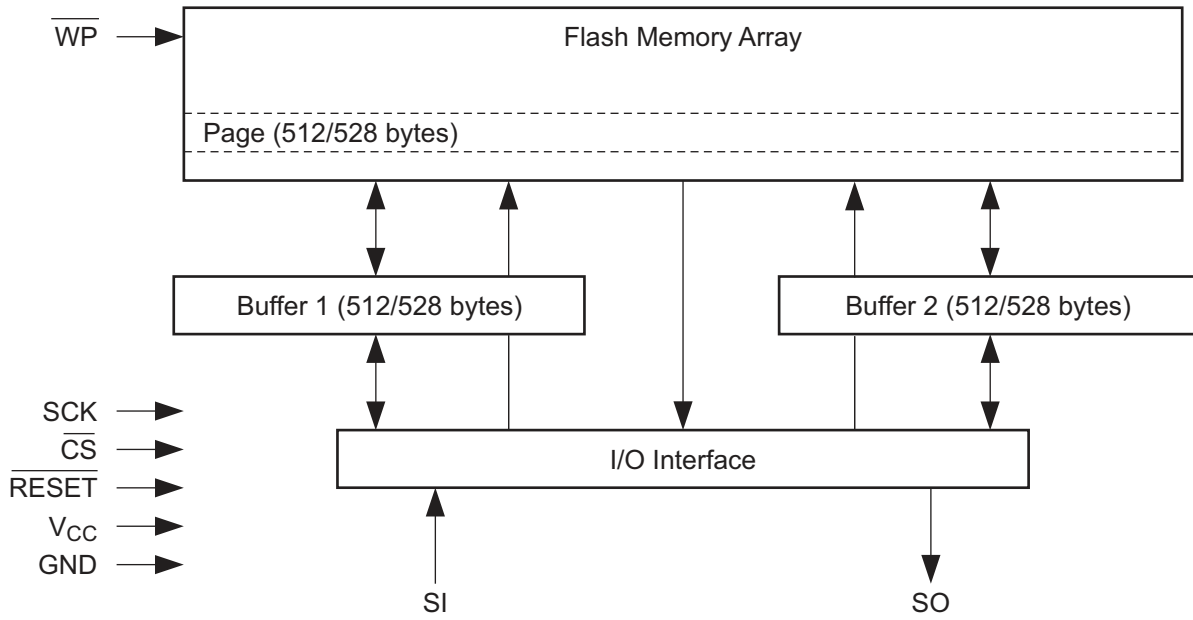 WP
Flash Memory Array
Page (512/528 bytes)
Buffer 1 (512/528 bytes)
Buffer 2 (512/528 bytes)
SCK
CS
RESET
VCC
GND
I/O Interface
SI
SO